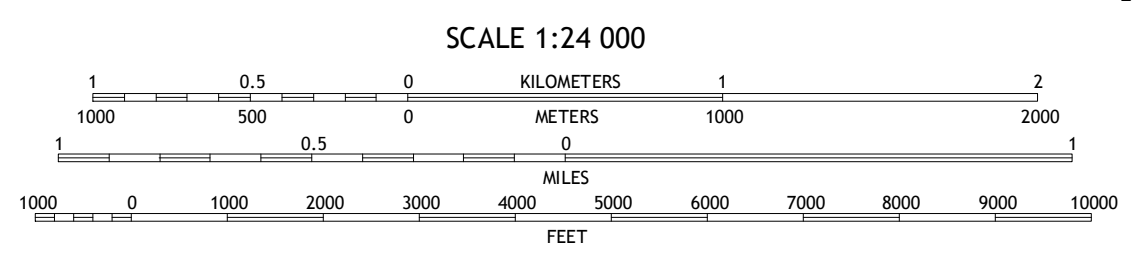 SCALE 1:24 000
1 0.5 0 KILOMETERS 1 2
1000 500 0 METERS 1000 2000
1 0.5 0 1
MILES
1000 0 1000 2000 3000 4000 5000 6000 7000 8000 9000 10000
FEET